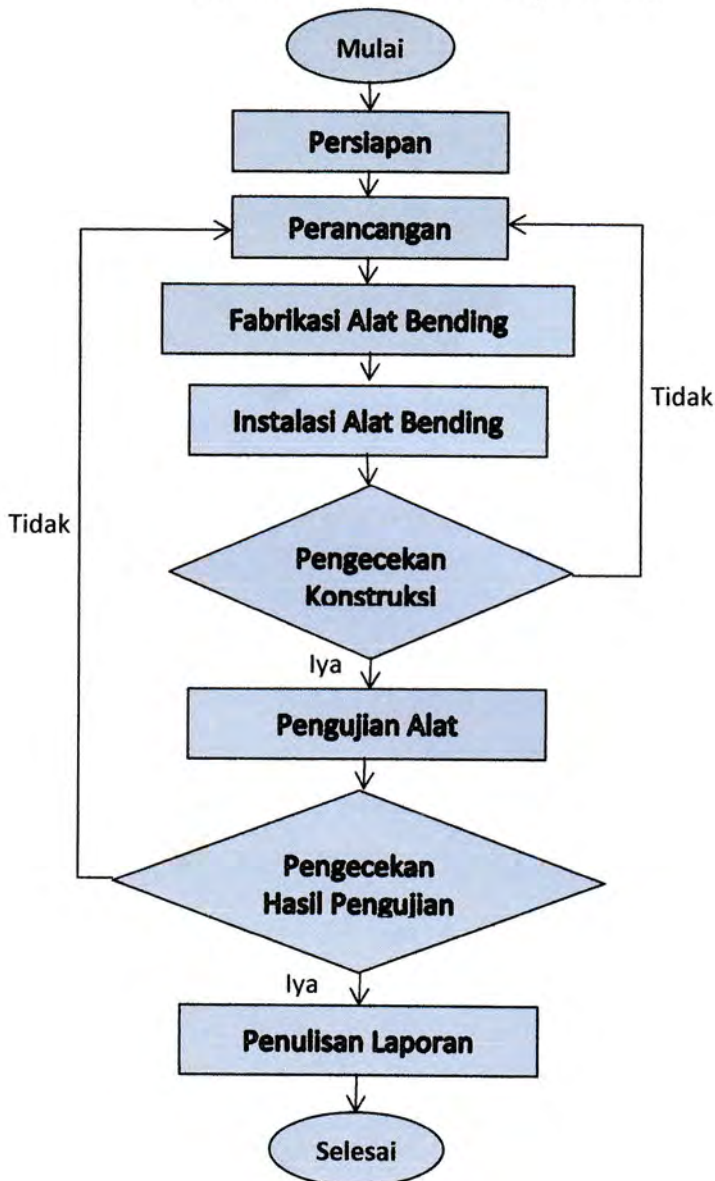 Mulai
Persiapan
Perancangan
Fabrikasi Alat Bending
Instalasi Alat Bending
Tidak
Tidak
Pengecekan
Konstruksi
Iya
Pengujian Alat
Pengecekan
Hasil Pengujian
Iya
Penulisan Laporan
Selesai